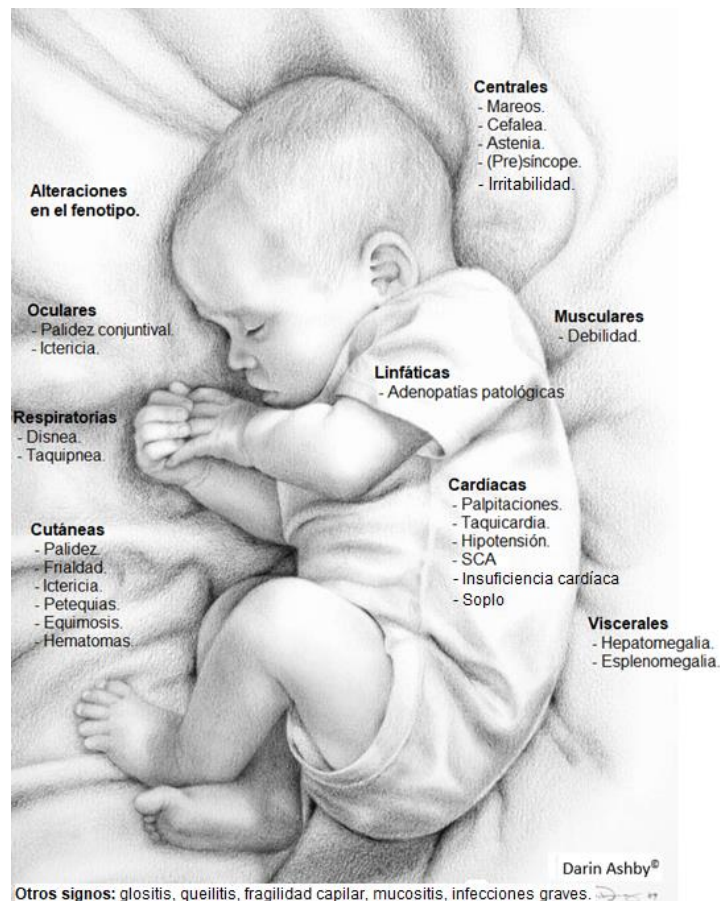 Centrales
- Mareos.
- Cefalea.
- Astenia.
- (Pre)síncope.
- Irritabilidad.
Alteraciones
en el fenotipo.
Oculares
- Palidez conjuntival.
- Ictericia.
Musculares
- Debilidad.
Linfáticas
- Adenopatías patológicas
Respiratorias
- Disnea.
- Taquipnea.
Cardíacas
- Palpitaciones.
- Taquicardia.
- Hipotensión.
- SCA
- Insuficiencia cardíaca
- Soplo
Cutáneas
- Palidez.
- Frialdad.
- Ictericia.
- Petequias.
- Equimosis.
- Hematomas.
Viscerales
- Hepatomegalia.
- Esplenomegalia.
Darin Ashby©
Otros signos: glositis, queilitis, fragilidad capilar, mucositis, infecciones graves.